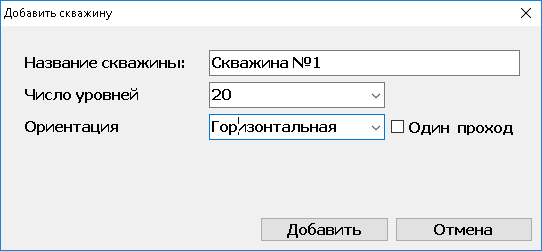 Добавить скважину
Название скважины: Скважина №1
Число уровней 20
Ориентация Горизонтальная Один проход
Добавить Отмена